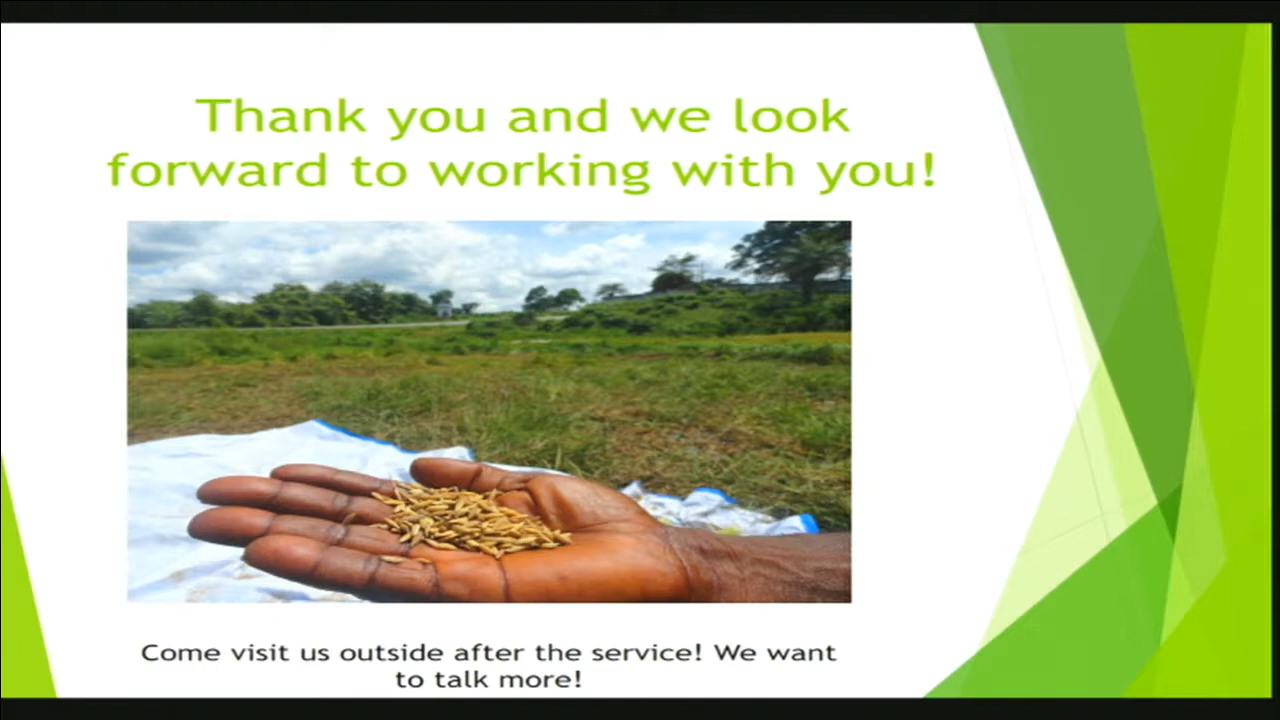 Thank you and we look
forward to working with you!
Come visit us outside after the service! We want
to talk more!